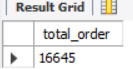 Result Grid
total_order
16645